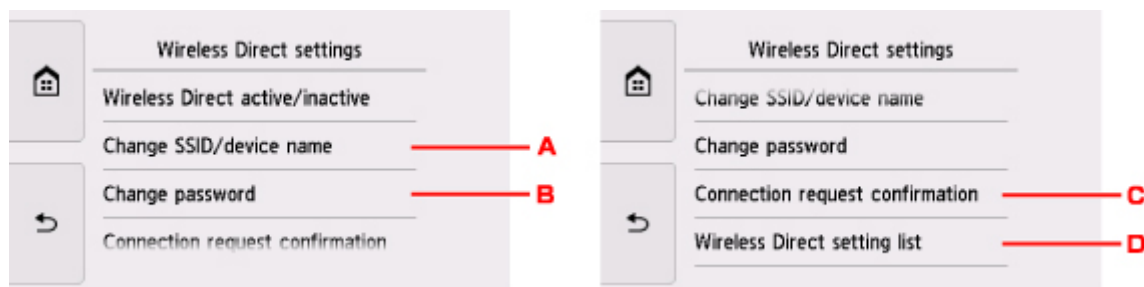 Wireless Direct settings
Wireless Direct active/inactive
Change SSID/device name
A
Change password
B
Connection request confirmation
Wireless Direct settings
Change SSID/device name
Change password
Connection request confirmation
C
Wireless Direct setting list
D